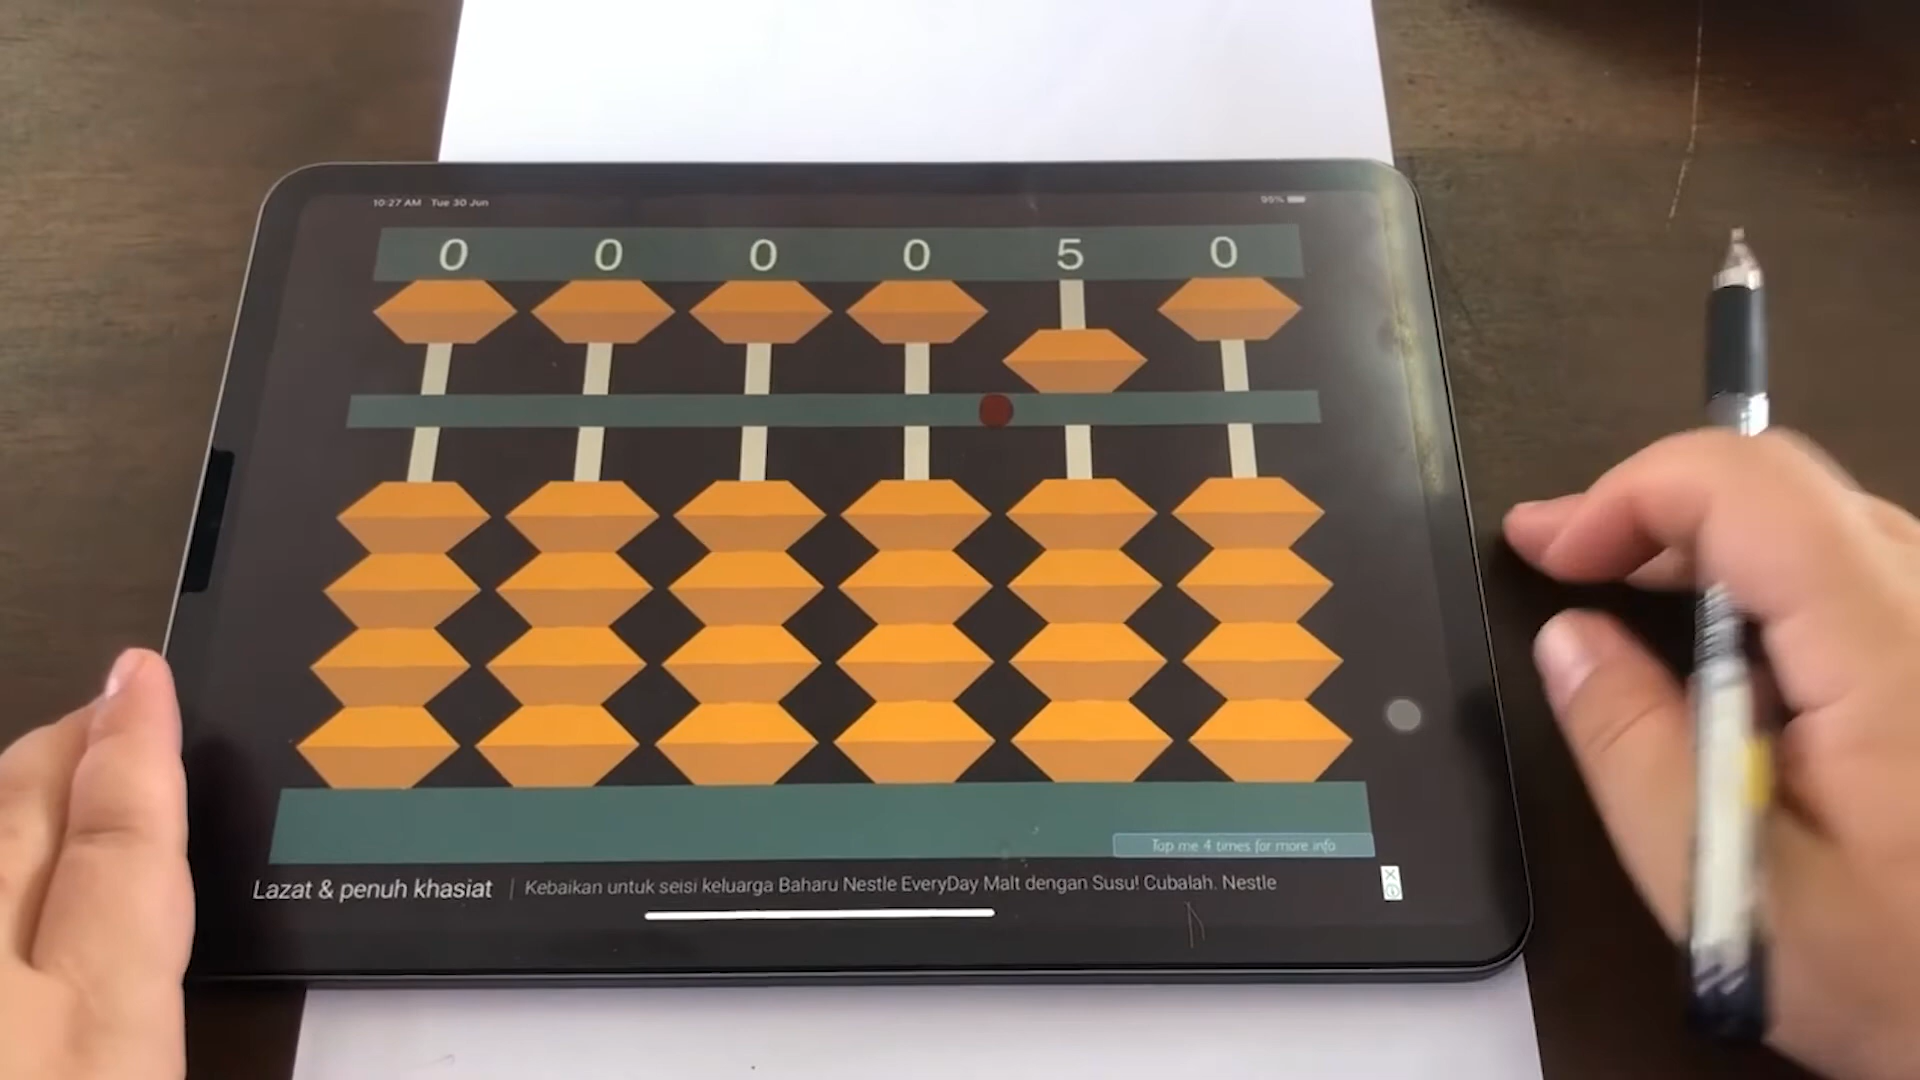 10:27 AM Tue 30 Jun
95%
0 0 0 0 5 0
Tap me 4 times for more info
Lazat & penuh khasiat | Kebaikan untuk seisi keluarga Baharu Nestle EveryDay Malt dengan Susu! Cubalah. Nestle